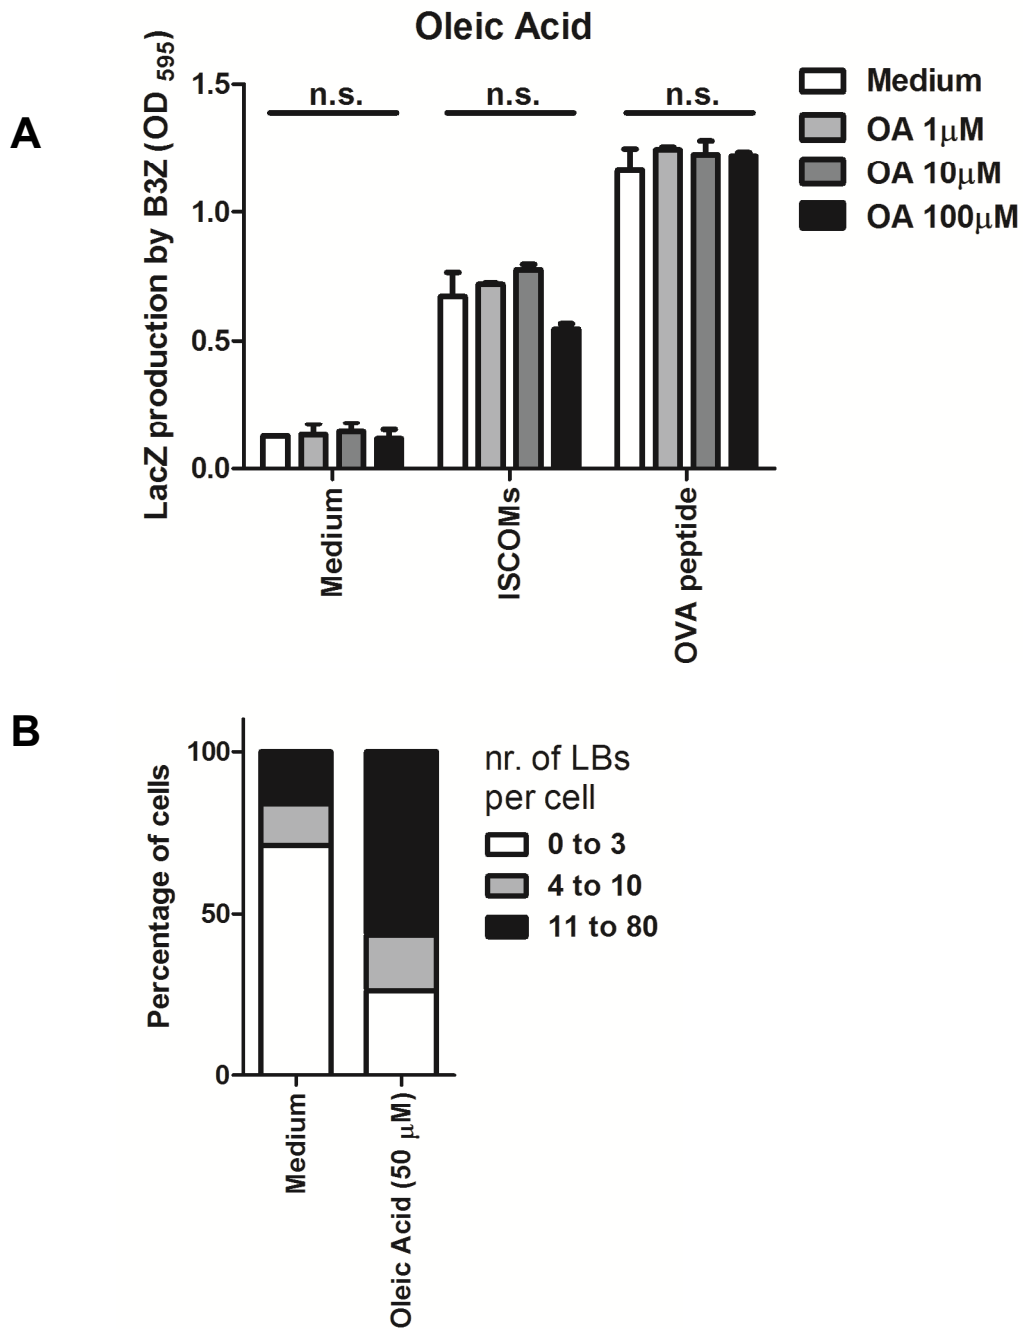 Oleic Acid
A
LacZ production by B3Z (OD 595)
1.5
1.0
0.5
0.0
n.s.
n.s.
n.s.
Medium
OA 1μM
OA 10μM
OA 100μM
Medium
ISCOMs
OVA peptide
B
Percentage of cells
100
50
0
nr. of LBs
per cell
0 to 3
4 to 10
11 to 80
Medium
Oleic Acid (50 μM)